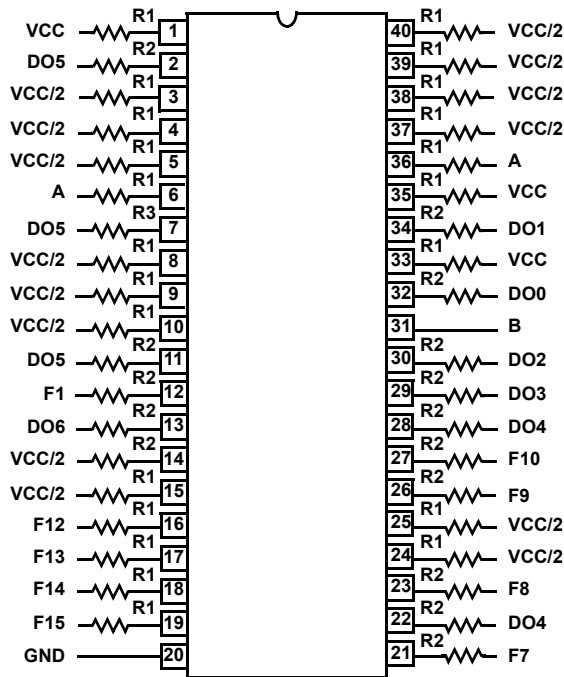 VCC R1 1 40 R1 VCC/2
DO5 R2 2 39 R1 VCC/2
VCC/2 R1 3 38 R1 VCC/2
VCC/2 R1 4 37 R1 VCC/2
VCC/2 R1 5 36 R1 A
A R1 6 35 R1 VCC
DO5 R3 7 34 R2 DO1
VCC/2 R1 8 33 R1 VCC
VCC/2 R1 9 32 R2 DO0
VCC/2 R1 10 31 B
DO5 R2 11 30 R2 DO2
F1 R2 12 29 R2 DO3
DO6 R2 13 28 R2 DO4
VCC/2 R2 14 27 R2 F10
VCC/2 R1 15 26 R2 F9
F12 R1 16 25 R1 VCC/2
F13 R1 17 24 R1 VCC/2
F14 R1 18 23 R2 F8
F15 R1 19 22 R2 DO4
GND 20 21 R2 F7